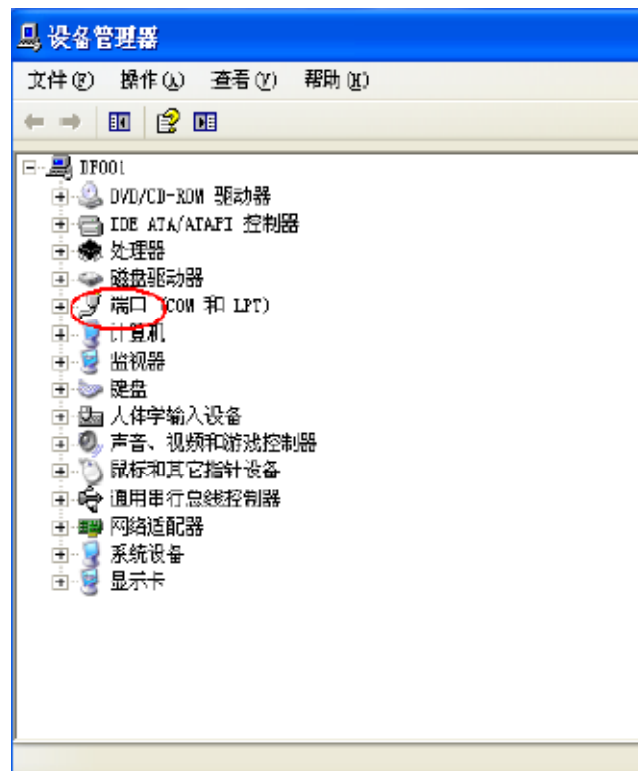 设备管理器
文件(F) 操作(A) 查看(V) 帮助(H)
DF001
DVD/CD-ROM 驱动器
IDE ATA/ATAPI 控制器
处理器
磁盘驱动器
端口 (COM 和 LPT)
计算机
监视器
键盘
人体学输入设备
声音、视频和游戏控制器
鼠标和其它指针设备
通用串行总线控制器
网络适配器
系统设备
显示卡